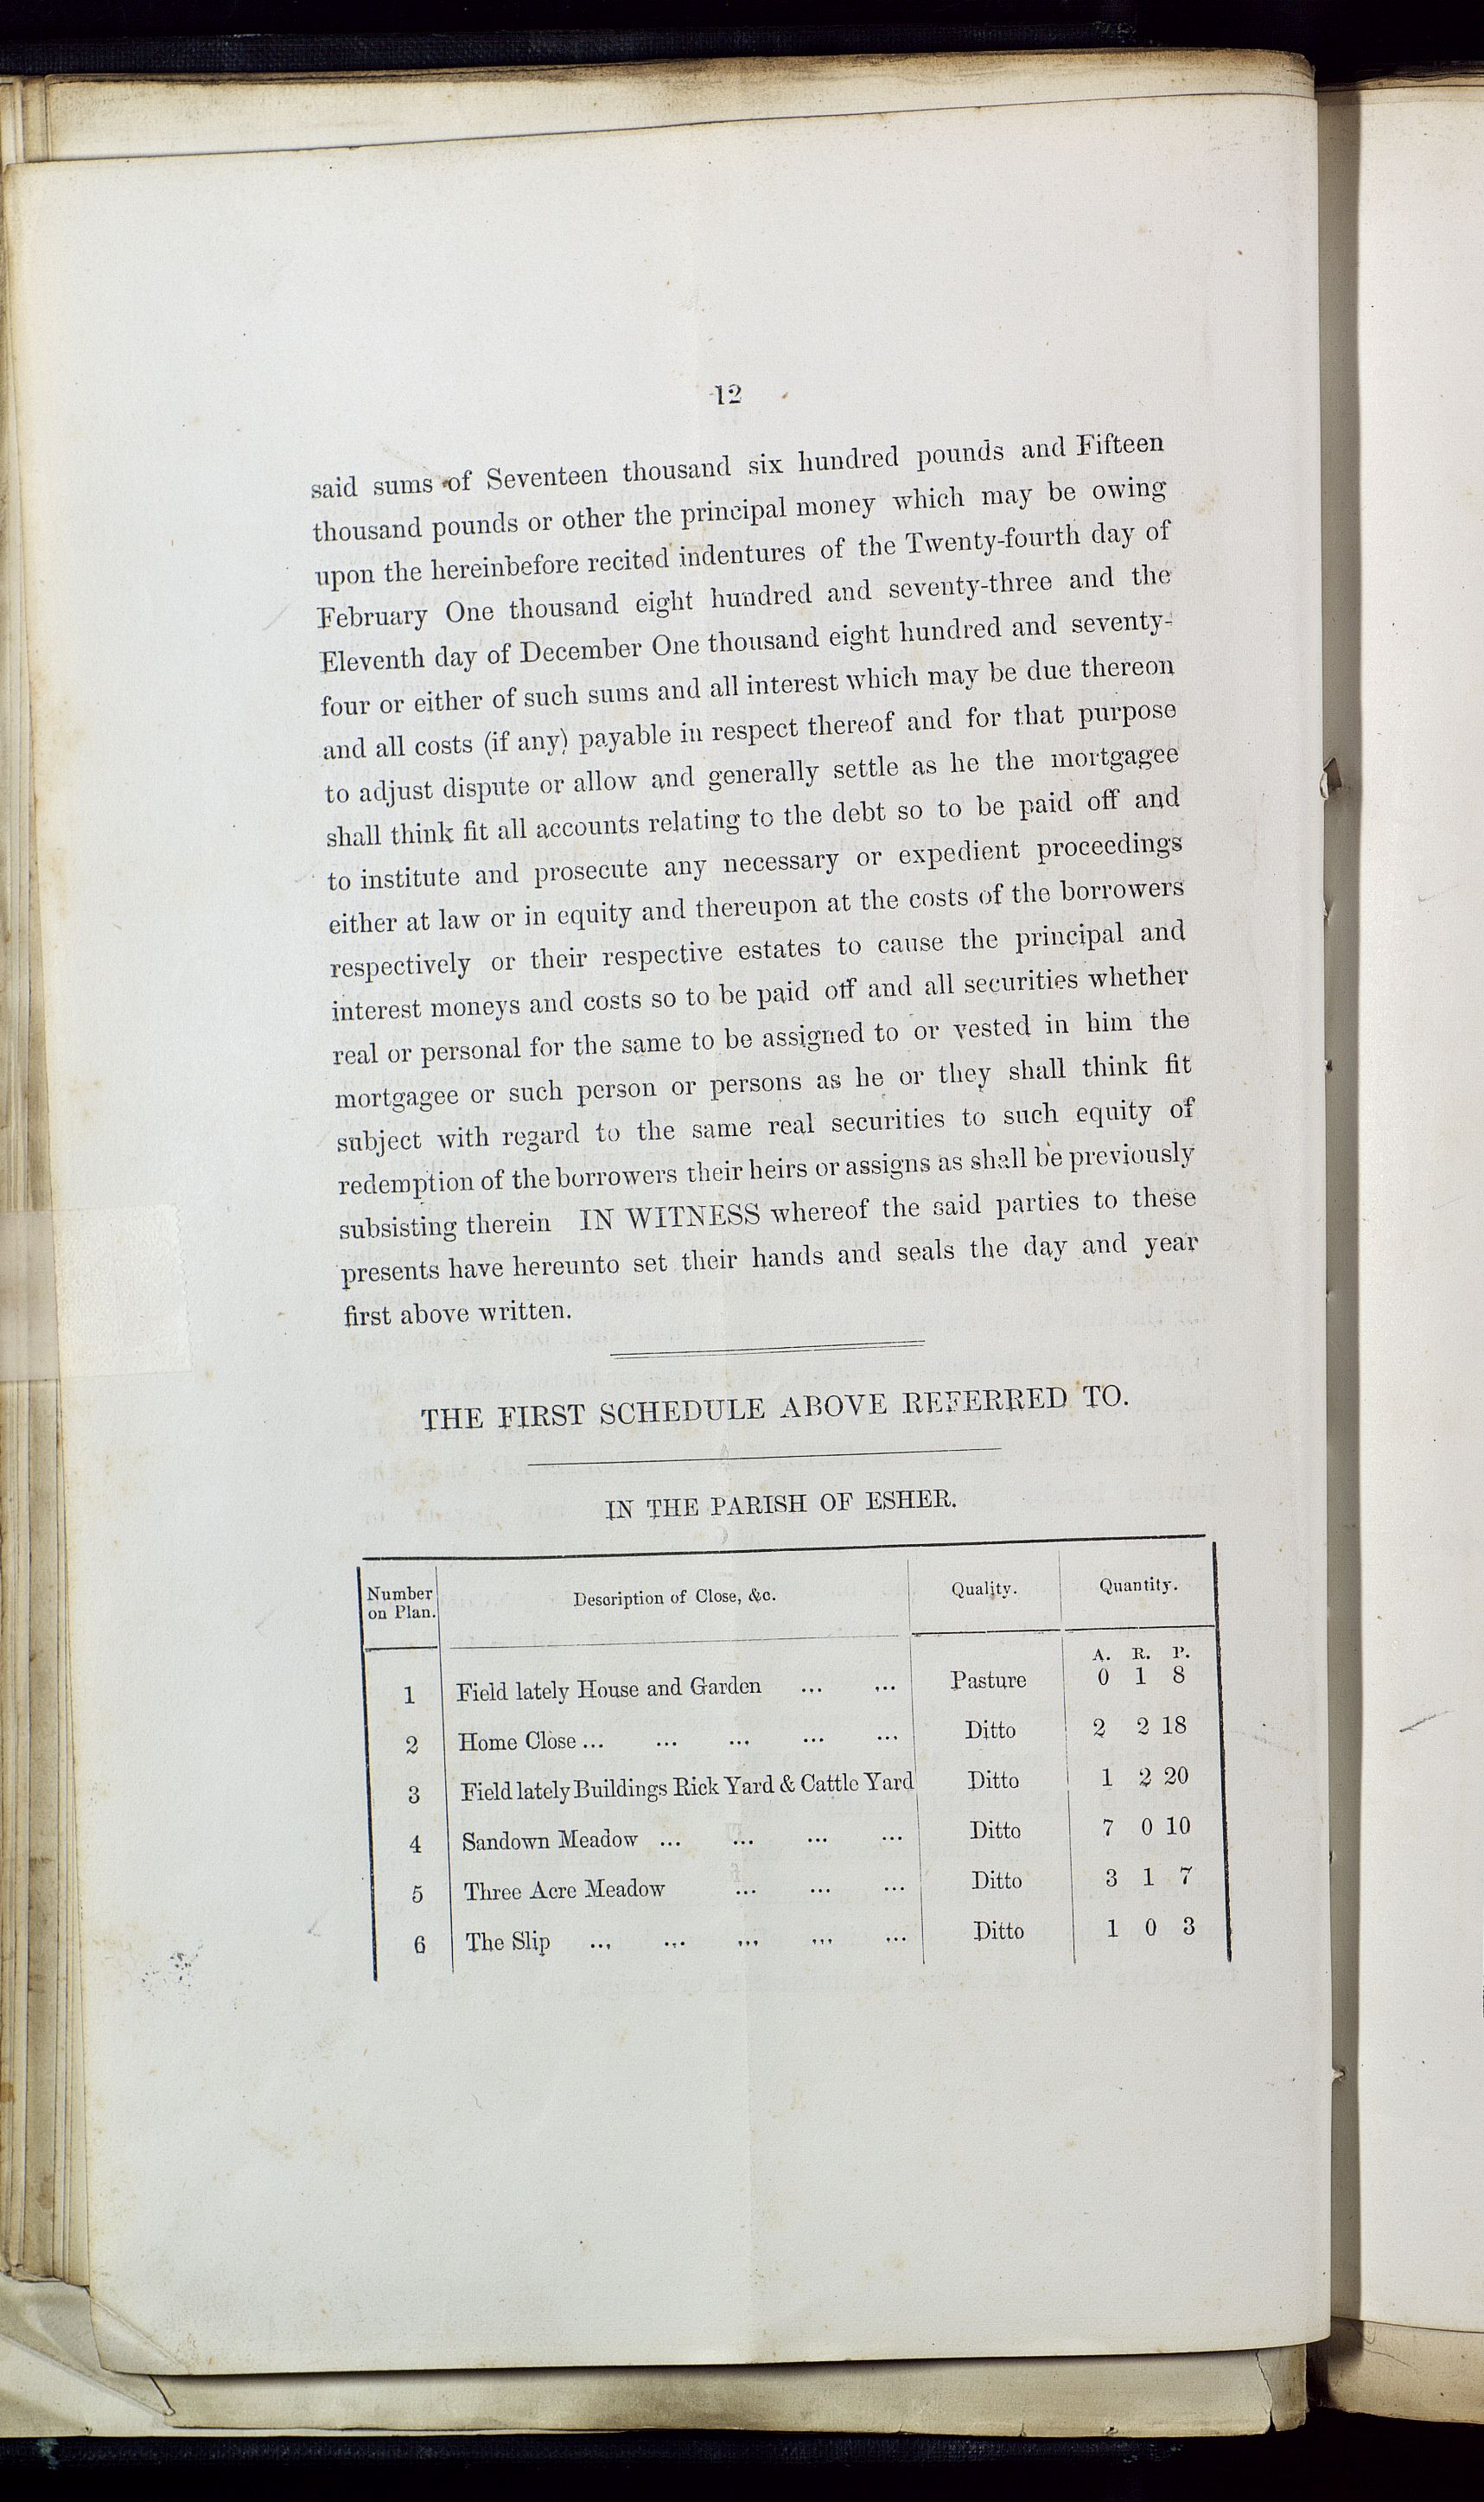 12
said sums of Seventeen thousand six hundred pounds and Fifteen
thousand pounds or other the principal money which may be owing
upon the hereinbefore recited indentures of the Twenty-fourth day of
February One thousand eight hundred and seventy-three and the
Eleventh day of December One thousand eight hundred and seventy-
four or either of such sums and all interest which may be due thereon
and all costs (if any) payable in respect thereof and for that purpose
to adjust dispute or allow and generally settle as he the mortgagee
shall think fit all accounts relating to the debt so to be paid off and
to institute and prosecute any necessary or expedient proceedings
either at law or in equity and thereupon at the costs of the borrowers
respectively or their respective estates to cause the principal and
interest moneys and costs so to be paid off and all securities whether
real or personal for the same to be assigned to or vested in him the
mortgagee or such person or persons as he or they shall think fit
subject with regard to the same real securities to such equity of
redemption of the borrowers their heirs or assigns as shall be previously
subsisting therein IN WITNESS whereof the said parties to these
presents have hereunto set their hands and seals the day and year
first above written.
THE FIRST SCHEDULE ABOVE REFERRED TO.
IN THE PARISH OF ESHER.
Number on Plan. Description of Close, &c. Quality. Quantity.
A. R. P.
1 Field lately House and Garden ... ... Pasture 0 1 8
2 Home Close ... ... ... ... ... Ditto 2 2 18
3 Field lately Buildings Rick Yard & Cattle Yard Ditto 1 2 20
4 Sandown Meadow ... ... ... ... Ditto 7 0 10
5 Three Acre Meadow ... ... ... Ditto 3 1 7
6 The Slip ... ... ... ... ... Ditto 1 0 3